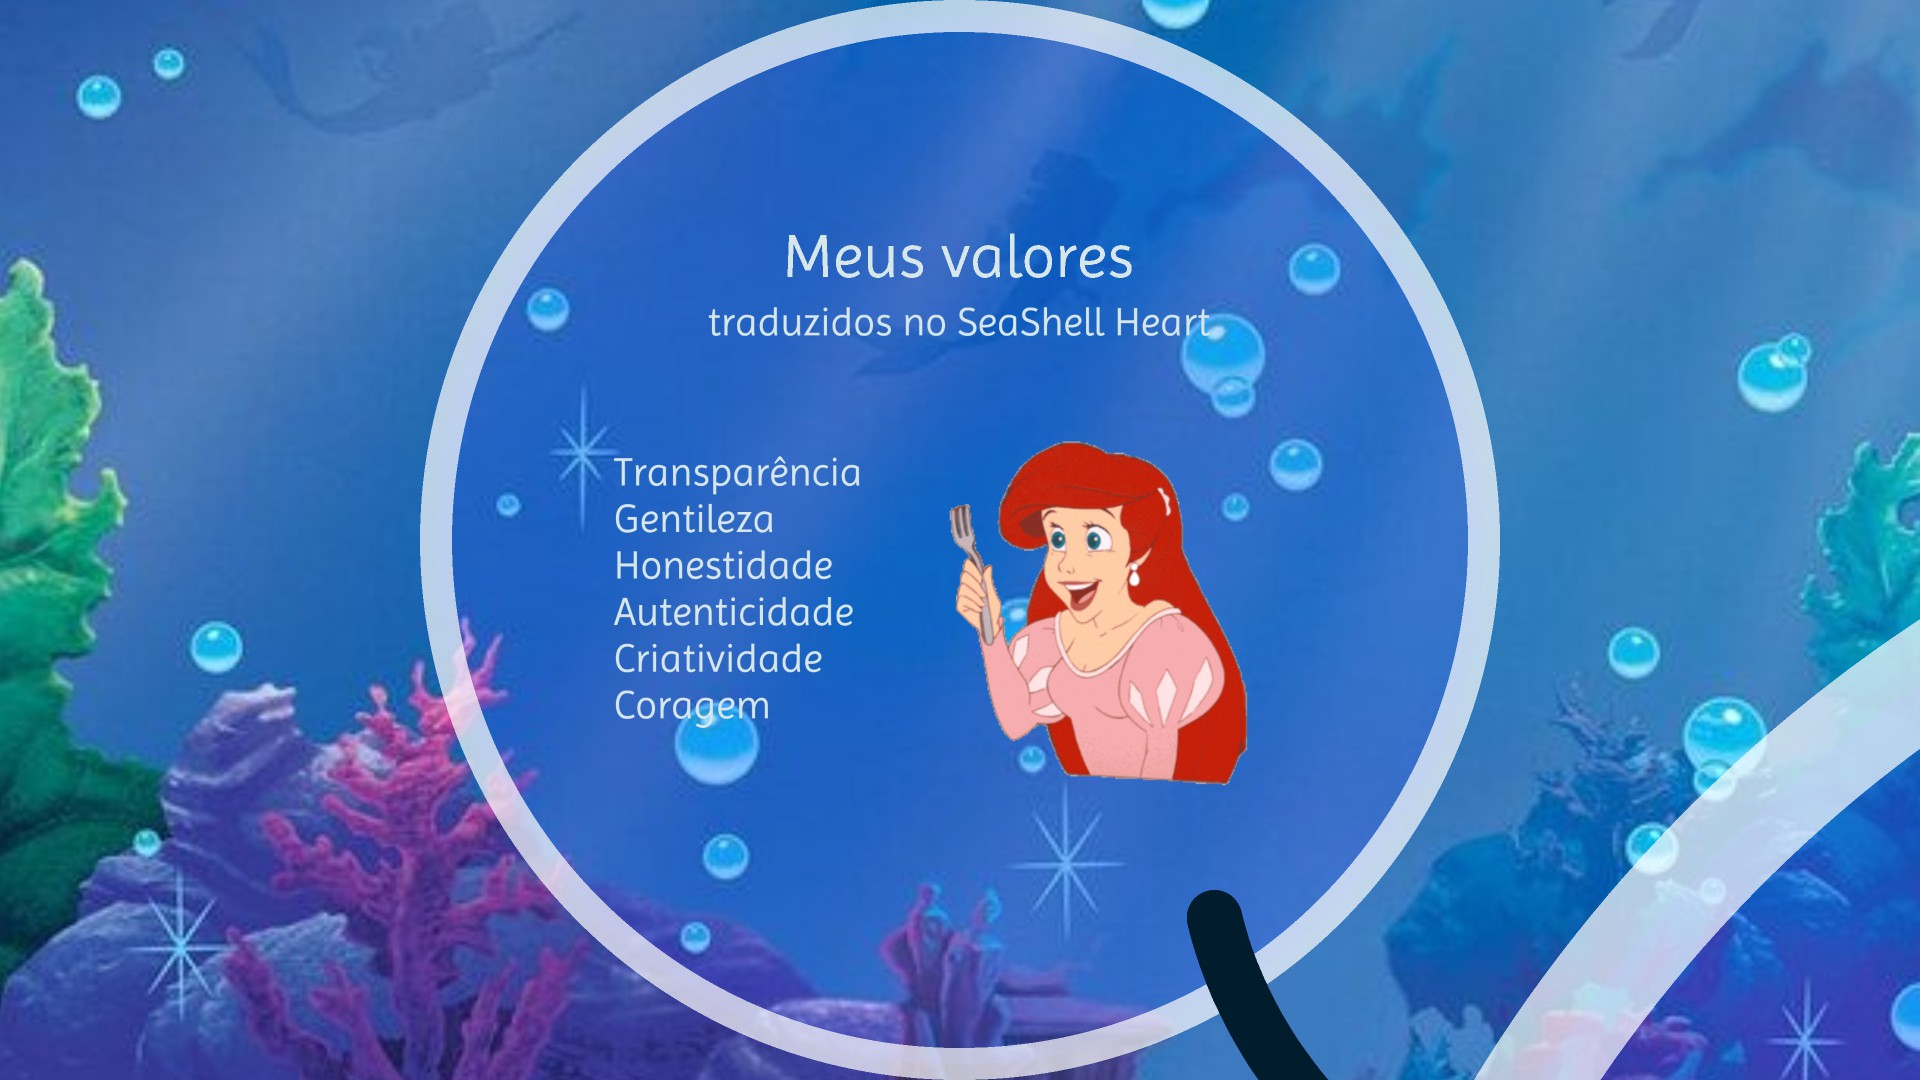 Meus valores
traduzidos no SeaShell Heart
Transparência
Gentileza
Honestidade
Autenticidade
Criatividade
Coragem